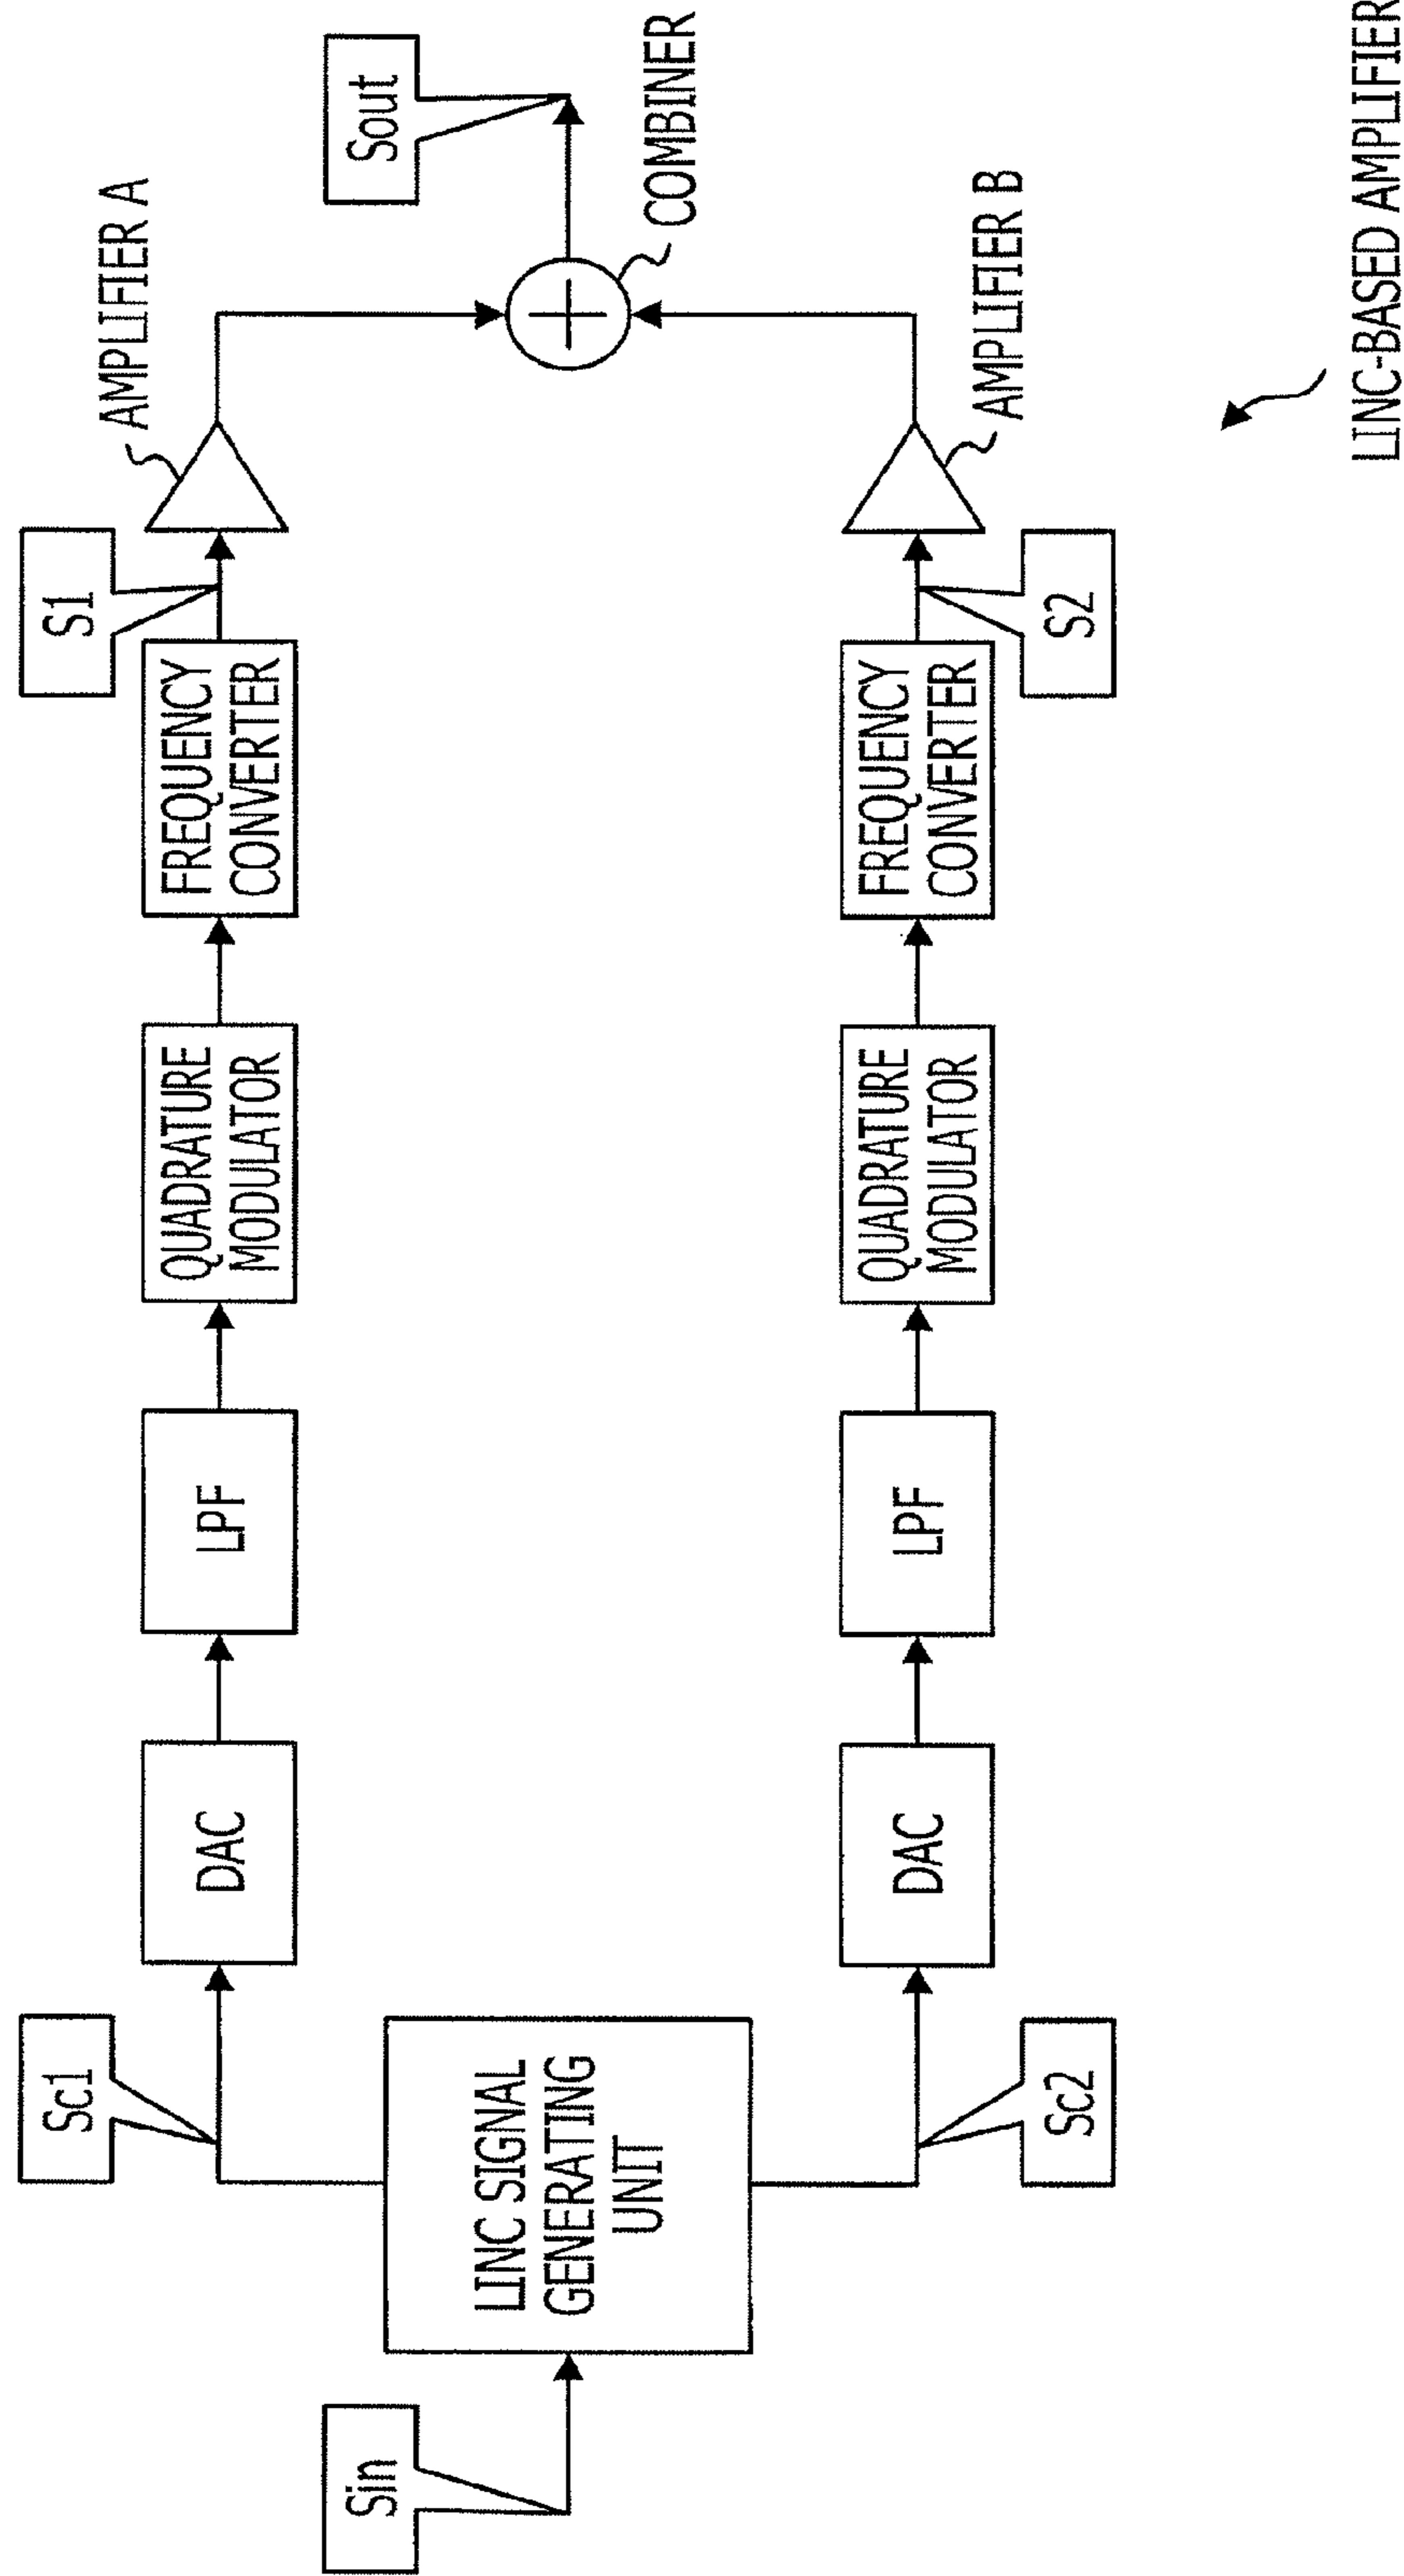 Sin
LINC SIGNAL
GENERATING
UNIT
Sc1
DAC
LPF
QUADRATURE
MODULATOR
FREQUENCY
CONVERTER
S1
AMPLIFIER A
Sc2
DAC
LPF
QUADRATURE
MODULATOR
FREQUENCY
CONVERTER
S2
AMPLIFIER B
COMBINER
Sout
LINC-BASED AMPLIFIER